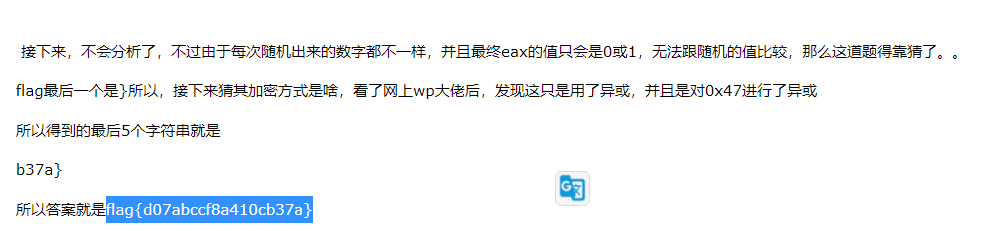 接下来，不会分析了，不过由于每次随机出来的数字都不一样，并且最终eax的值只会是0或1，无法跟随机的值比较，那么这道题得靠猜了。。
flag最后一个是}所以，接下来猜其加密方式是啥，看了网上wp大佬后，发现这只是用了异或，并且是对0x47进行了异或
所以得到的最后5个字符串就是
b37a}
所以答案就是flag{d07abccf8a410cb37a}